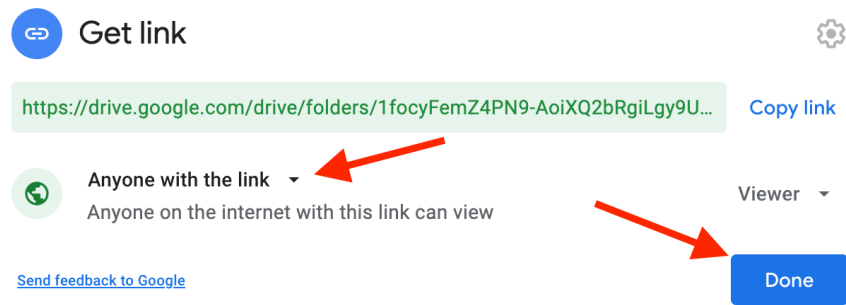 Get link
https://drive.google.com/drive/folders/1focyFemZ4PN9-AoiXQ2bRgiLgy9U...
Copy link
Anyone with the link
Anyone on the internet with this link can view
Viewer
Send feedback to Google
Done